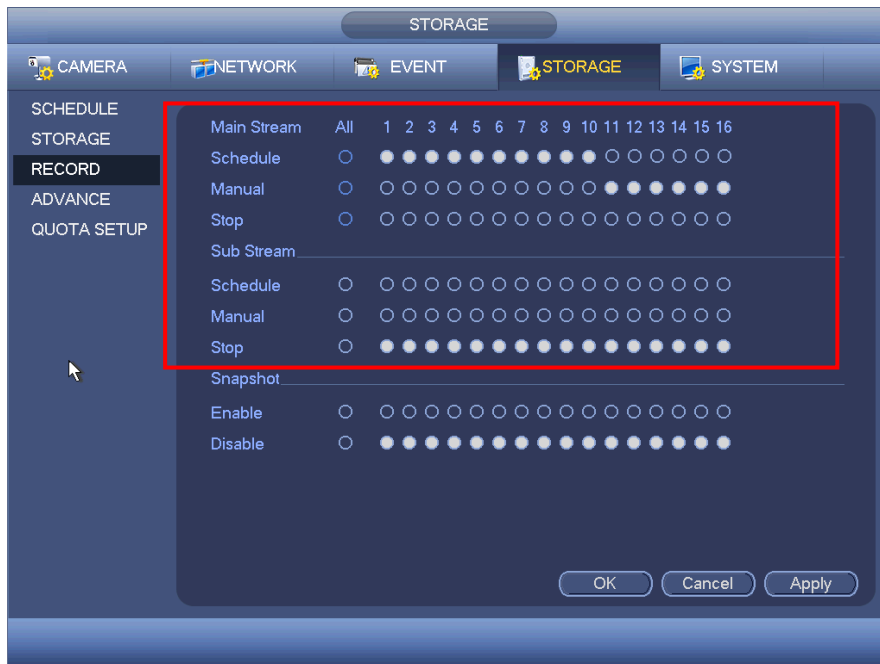 STORAGE
CAMERA NETWORK EVENT STORAGE SYSTEM
SCHEDULE
STORAGE
RECORD
ADVANCE
QUOTA SETUP
Main Stream All 1 2 3 4 5 6 7 8 9 10 11 12 13 14 15 16
Schedule
Manual
Stop
Sub Stream
Schedule
Manual
Stop
Snapshot
Enable
Disable
OK Cancel Apply